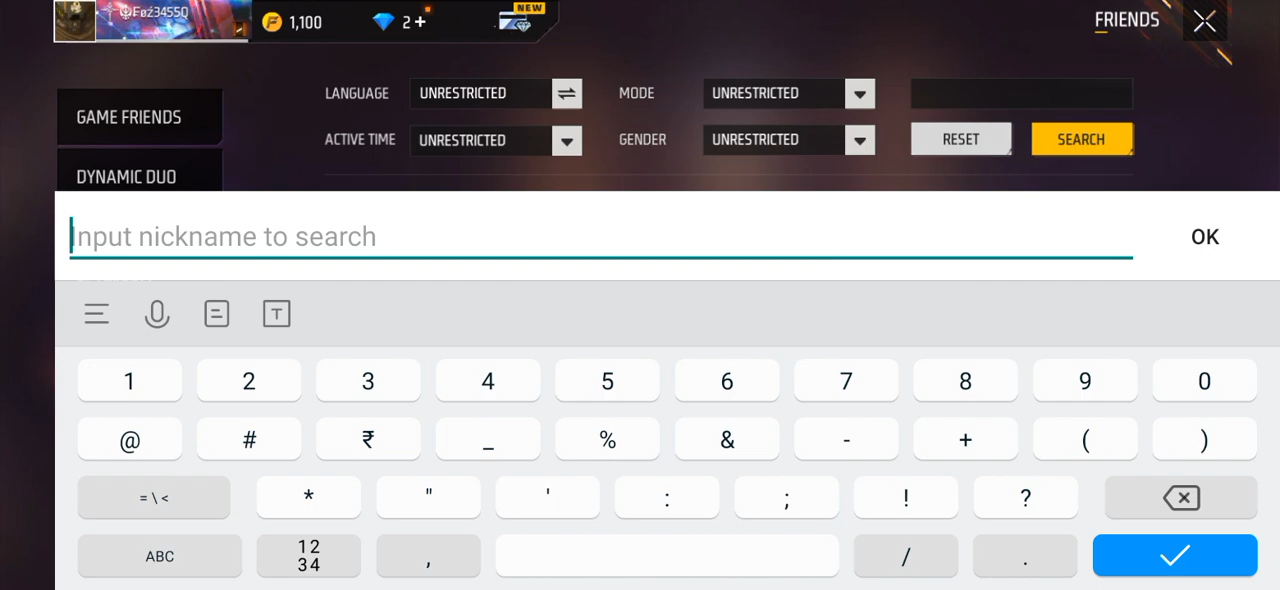 Føź3455Q
1,100
2+
NEW
FRIENDS
LANGUAGE UNRESTRICTED MODE UNRESTRICTED
GAME FRIENDS
ACTIVE TIME UNRESTRICTED GENDER UNRESTRICTED RESET SEARCH
DYNAMIC DUO
Input nickname to search OK
T
1 2 3 4 5 6 7 8 9 0
@ # ₹ _ % & - + ( )
= \ < * " ' : ; ! ?
ABC 12 34 , / .